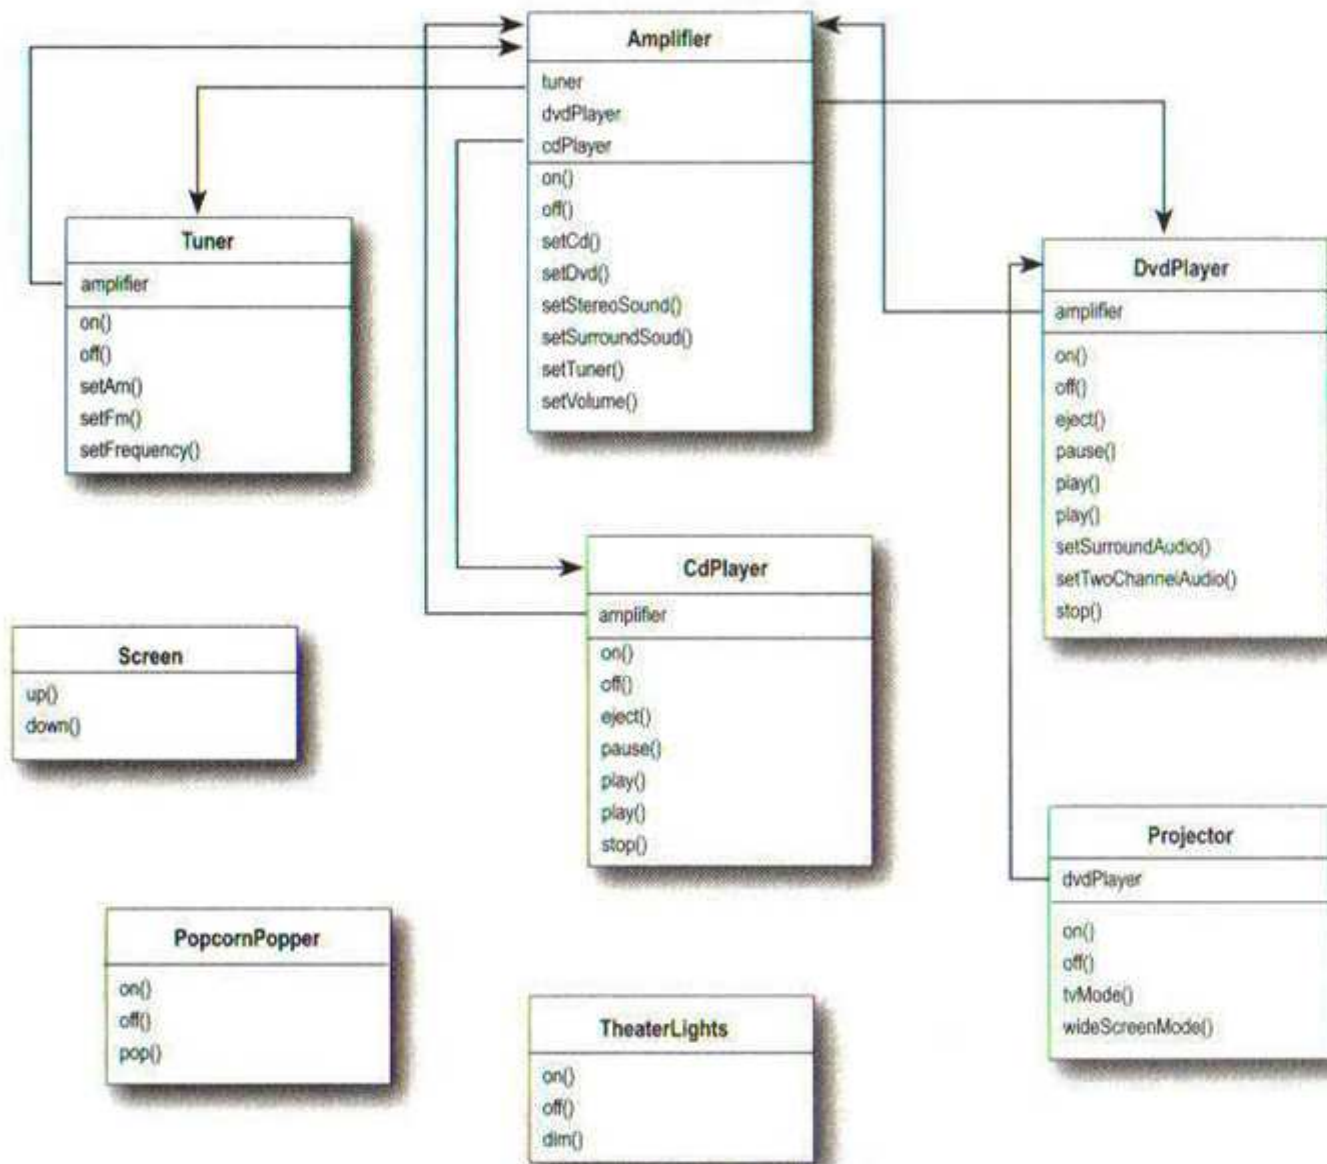 Amplifier
tuner
dvdPlayer
cdPlayer
on()
off()
setCd()
setDvd()
setStereoSound()
setSurroundSoud()
setTuner()
setVolume()
Tuner
amplifier
on()
off()
setAm()
setFm()
setFrequency()
DvdPlayer
amplifier
on()
off()
eject()
pause()
play()
play()
setSurroundAudio()
setTwoChannelAudio()
stop()
CdPlayer
amplifier
on()
off()
eject()
pause()
play()
play()
stop()
Screen
up()
down()
Projector
dvdPlayer
on()
off()
tvMode()
wideScreenMode()
PopcornPopper
on()
off()
pop()
TheaterLights
on()
off()
dim()